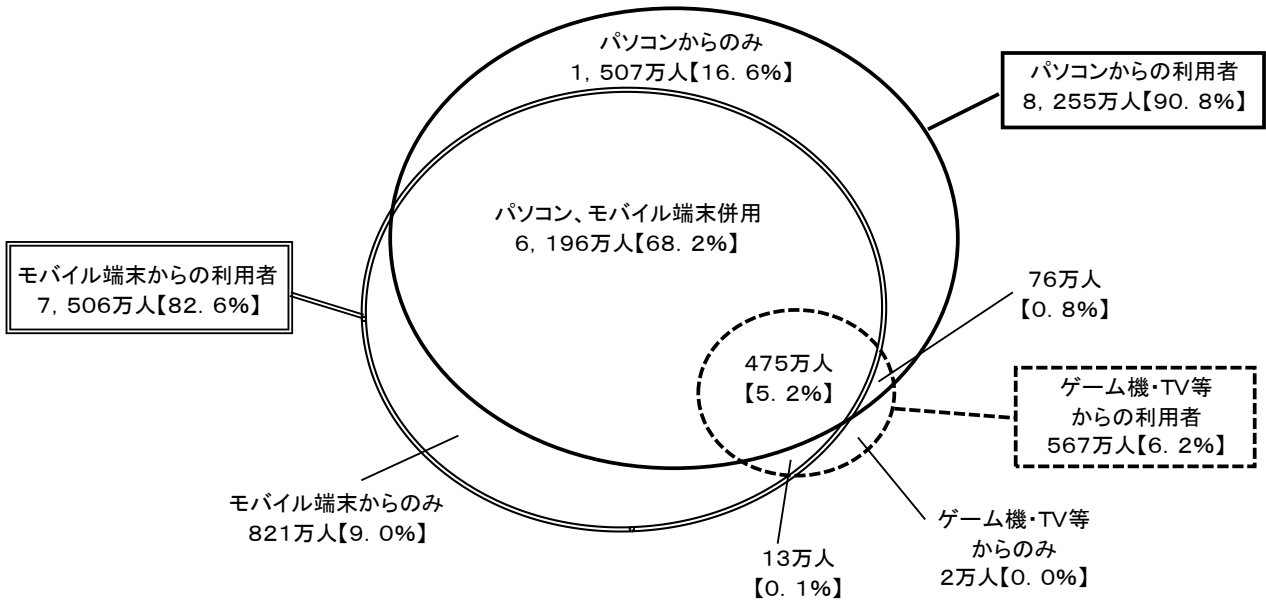 パソコンからのみ
1,507万人【16.6%】
パソコンからの利用者
8,255万人【90.8%】
パソコン、モバイル端末併用
6,196万人【68.2%】
モバイル端末からの利用者
7,506万人【82.6%】
76万人
【0.8%】
475万人
【5.2%】
ゲーム機・TV等
からの利用者
567万人【6.2%】
モバイル端末からのみ
821万人【9.0%】
ゲーム機・TV等
からのみ
2万人【0.0%】
13万人
【0.1%】